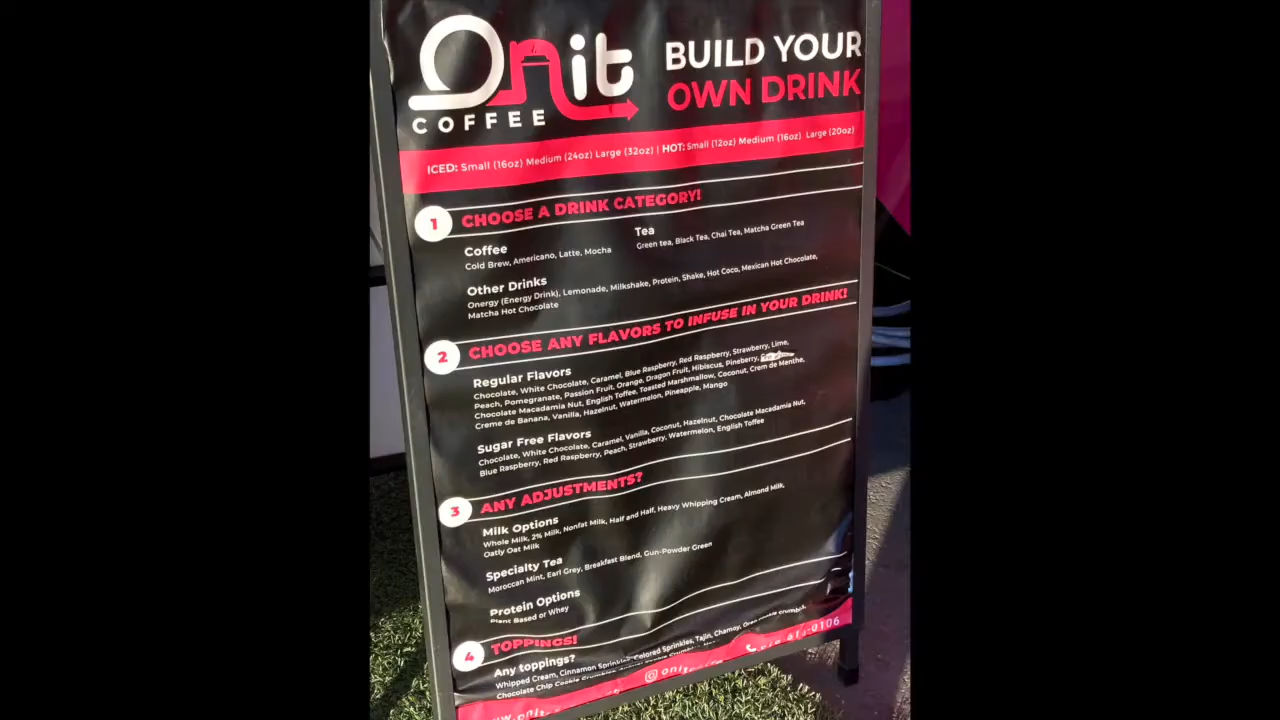 Onit
COFFEE
BUILD YOUR
OWN DRINK
ICED: Small (16oz) Medium (24oz) Large (32oz) | HOT: Small (12oz) Medium (16oz) Large (20oz)
1 CHOOSE A DRINK CATEGORY!
Coffee
Cold Brew, Americano, Latte, Mocha
Tea
Green tea, Black Tea, Chai Tea, Matcha Green Tea
Other Drinks
Onergy (Energy Drink), Lemonade, Milkshake, Protein, Shake, Hot Coco, Mexican Hot Chocolate,
Matcha Hot Chocolate
2 CHOOSE ANY FLAVORS TO INFUSE IN YOUR DRINK!
Regular Flavors
Chocolate, White Chocolate, Caramel, Blue Raspberry, Red Raspberry, Strawberry, Lime,
Peach, Pomegranate, Passion Fruit, Orange, Dragon Fruit, Hibiscus, Pineberry,
Chocolate Macadamia Nut, English Toffee, Toasted Marshmallow, Coconut, Crem de Menthe,
Creme de Banana, Vanilla, Hazelnut, Watermelon, Pineapple, Mango
Sugar Free Flavors
Chocolate, White Chocolate, Caramel, Vanilla, Coconut, Hazelnut, Chocolate Macadamia Nut,
Blue Raspberry, Red Raspberry, Peach, Strawberry, Watermelon, English Toffee
3 ANY ADJUSTMENTS?
Milk Options
Whole Milk, 2% Milk, Nonfat Milk, Half and Half, Heavy Whipping Cream, Almond Milk,
Oatly Oat Milk
Specialty Tea
Moroccan Mint, Earl Grey, Breakfast Blend, Gun-Powder Green
Protein Options
Plant Based or Whey
4 TOPPINGS!
Any toppings?
Whipped Cream, Cinnamon Sprinkles, Colored Sprinkles, Tajin, Chamoy, Oreo cookie crumbles,
Chocolate Chip Cookie Crumbles,